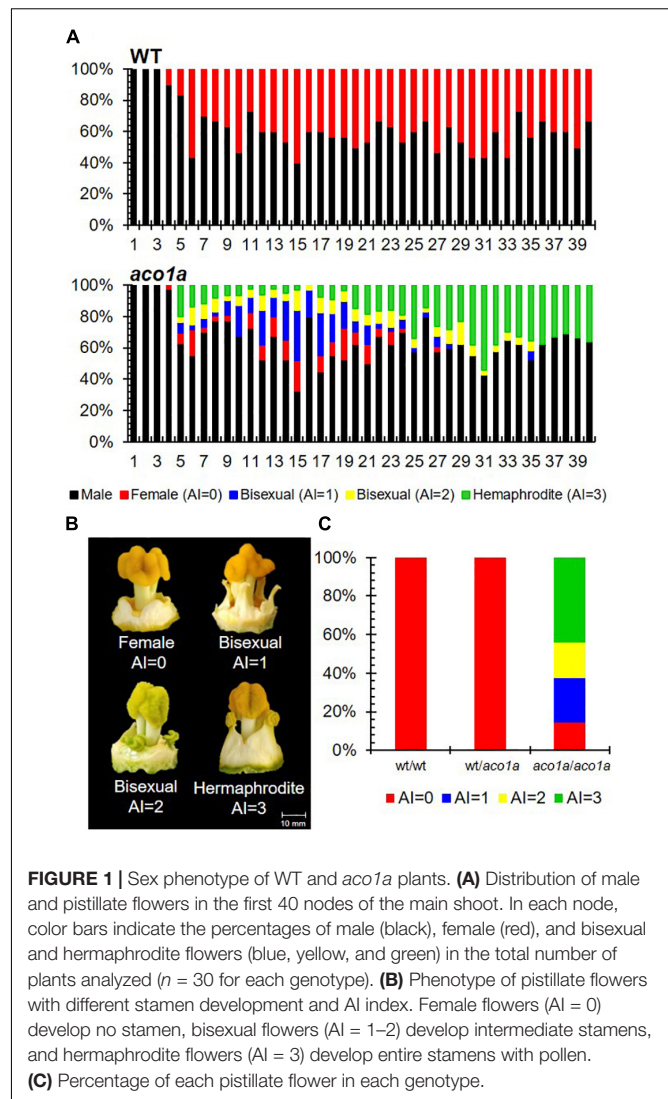 A
WT
100%
80%
60%
40%
20%
0%
1 3 5 7 9 11 13 15 17 19 21 23 25 27 29 31 33 35 37 39
aco1a
100%
80%
60%
40%
20%
0%
1 3 5 7 9 11 13 15 17 19 21 23 25 27 29 31 33 35 37 39
Male Female (AI=0) Bisexual (AI=1) Bisexual (AI=2) Hemaphrodite (AI=3)
B
Female
AI=0
Bisexual
AI=1
Bisexual
AI=2
Hermaphrodite
AI=3
10 mm
C
100%
80%
60%
40%
20%
0%
wt/wt wt/aco1a aco1a/aco1a
AI=0 AI=1 AI=2 AI=3
FIGURE 1 | Sex phenotype of WT and aco1a plants. (A) Distribution of male
and pistillate flowers in the first 40 nodes of the main shoot. In each node,
color bars indicate the percentages of male (black), female (red), and bisexual
and hermaphrodite flowers (blue, yellow, and green) in the total number of
plants analyzed (n = 30 for each genotype). (B) Phenotype of pistillate flowers
with different stamen development and AI index. Female flowers (AI = 0)
develop no stamen, bisexual flowers (AI = 1–2) develop intermediate stamens,
and hermaphrodite flowers (AI = 3) develop entire stamens with pollen.
(C) Percentage of each pistillate flower in each genotype.